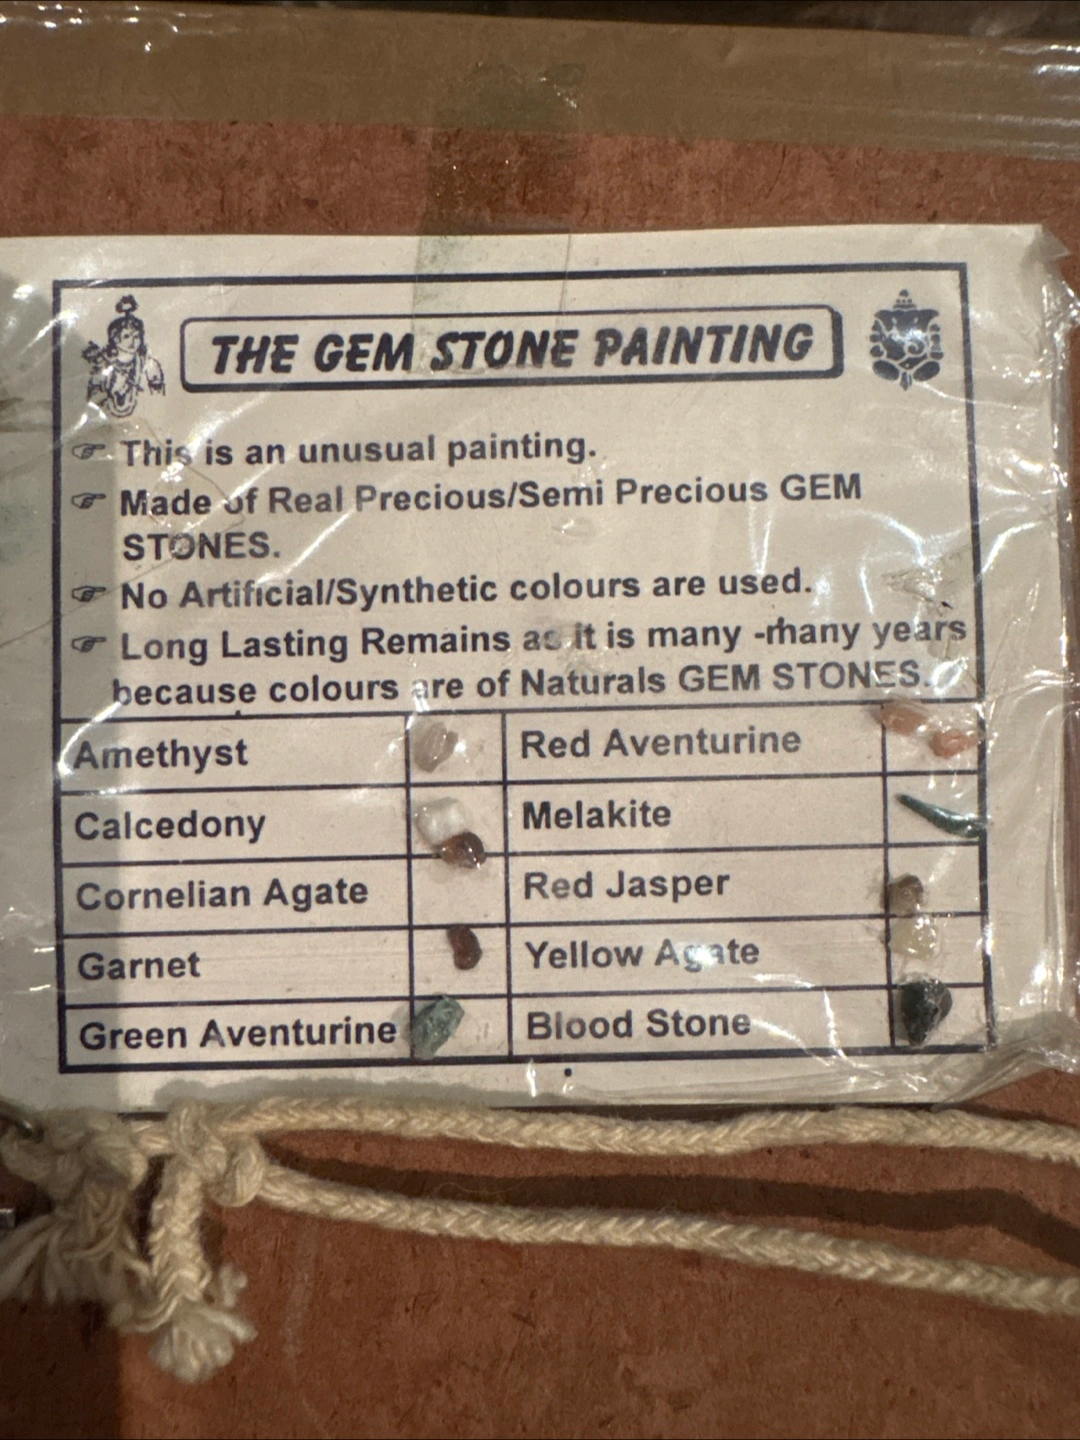 THE GEM STONE PAINTING
This is an unusual painting.
Made of Real Precious/Semi Precious GEM
STONES.
No Artificial/Synthetic colours are used.
Long Lasting Remains as it is many -many years
because colours are of Naturals GEM STONES.
Amethyst
Red Aventurine
Calcedony
Melakite
Cornelian Agate
Red Jasper
Garnet
Yellow Agate
Green Aventurine
Blood Stone